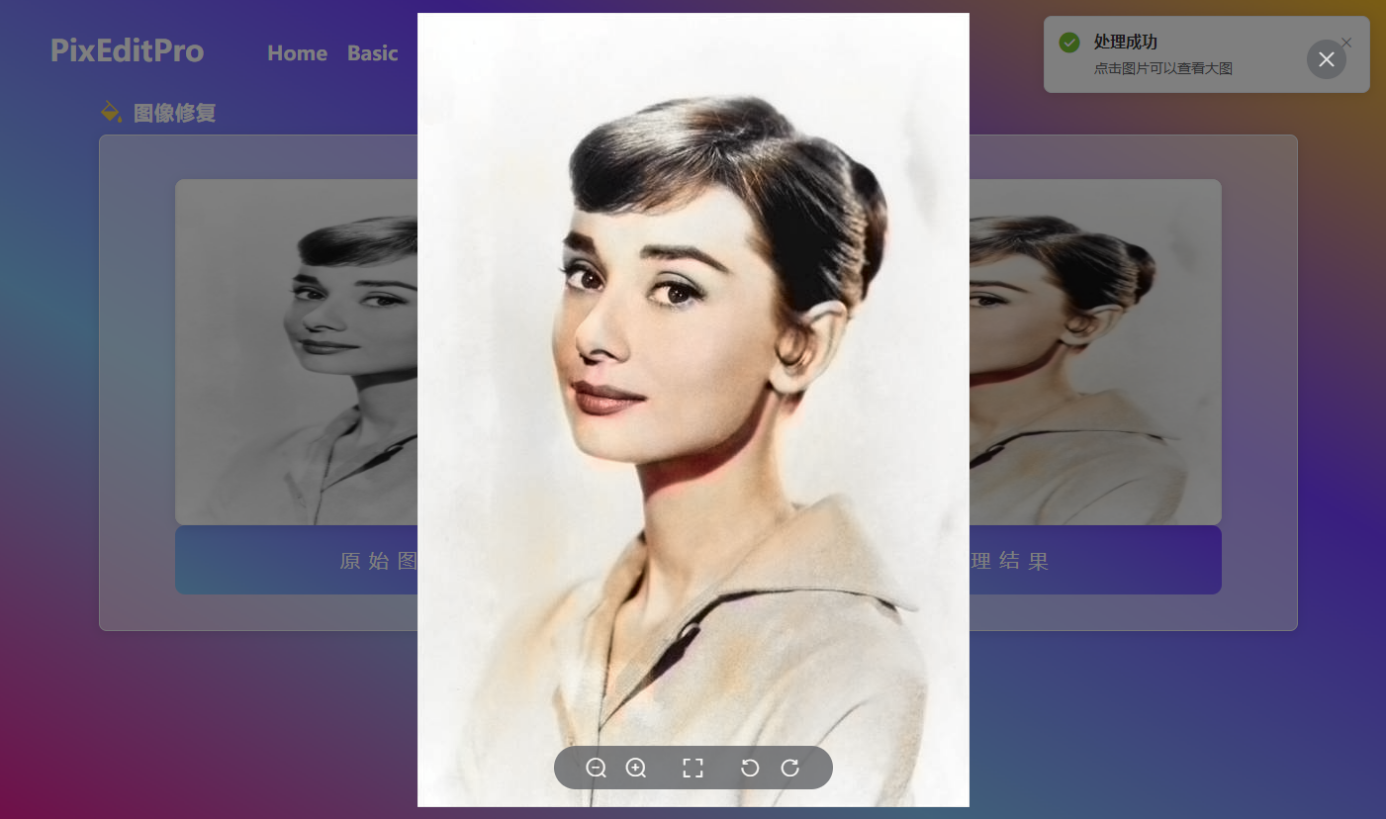 PixEditPro
Home Basic
处理成功
点击图片可以查看大图
图像修复
原始图
理结果